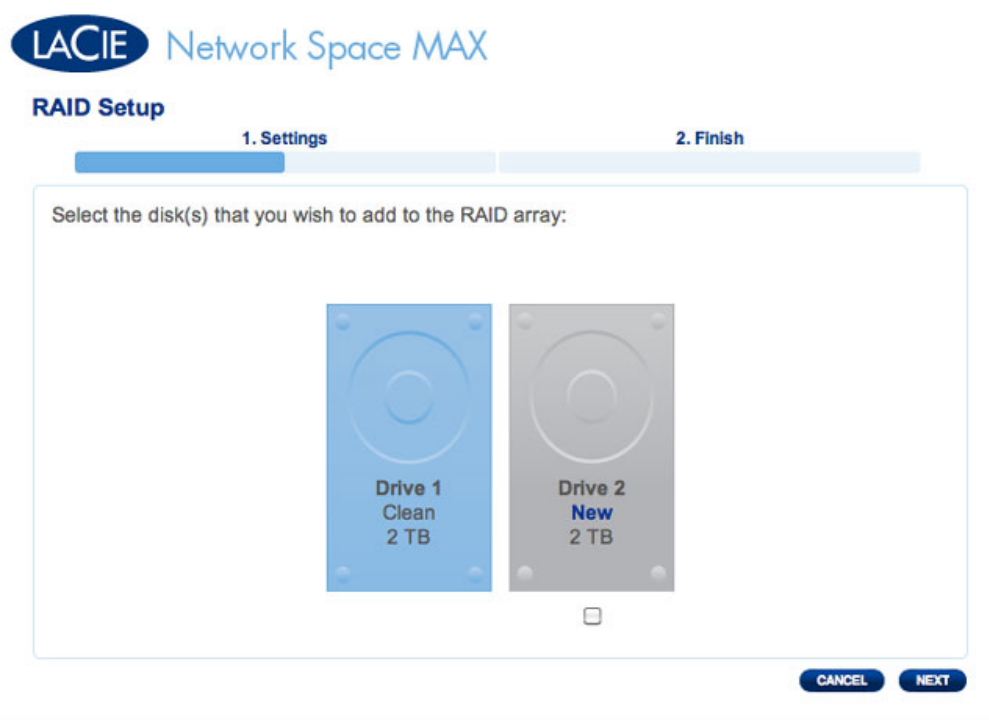 LACIE Network Space MAX
RAID Setup
1. Settings
2. Finish
Select the disk(s) that you wish to add to the RAID array:
Drive 1
Clean
2 TB
Drive 2
New
2 TB
CANCEL
NEXT